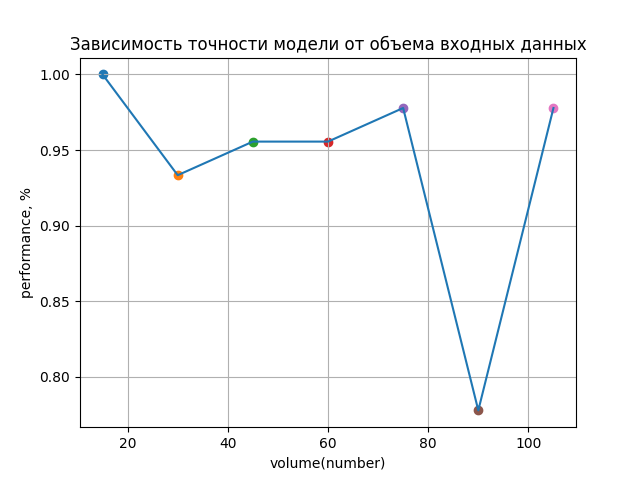 Зависимость точности модели от объема входных данных
1.00
0.95
0.90
0.85
0.80
performance, %
20 40 60 80 100
volume(number)